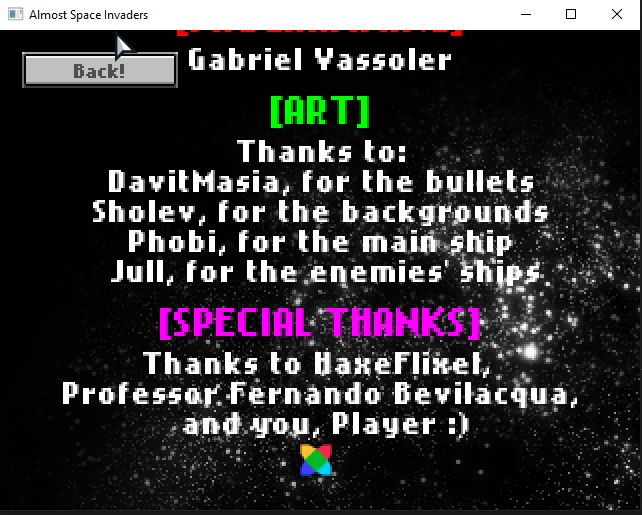 Almost Space Invaders
Back!
Gabriel Vassoler
[ART]
Thanks to:
DavitMasia, for the bullets
Sholev, for the backgrounds
Phobi, for the main ship
Jull, for the enemies' ships
[SPECIAL THANKS]
Thanks to HaxeFlixel,
Professor Fernando Bevilacqua,
and you, Player :)